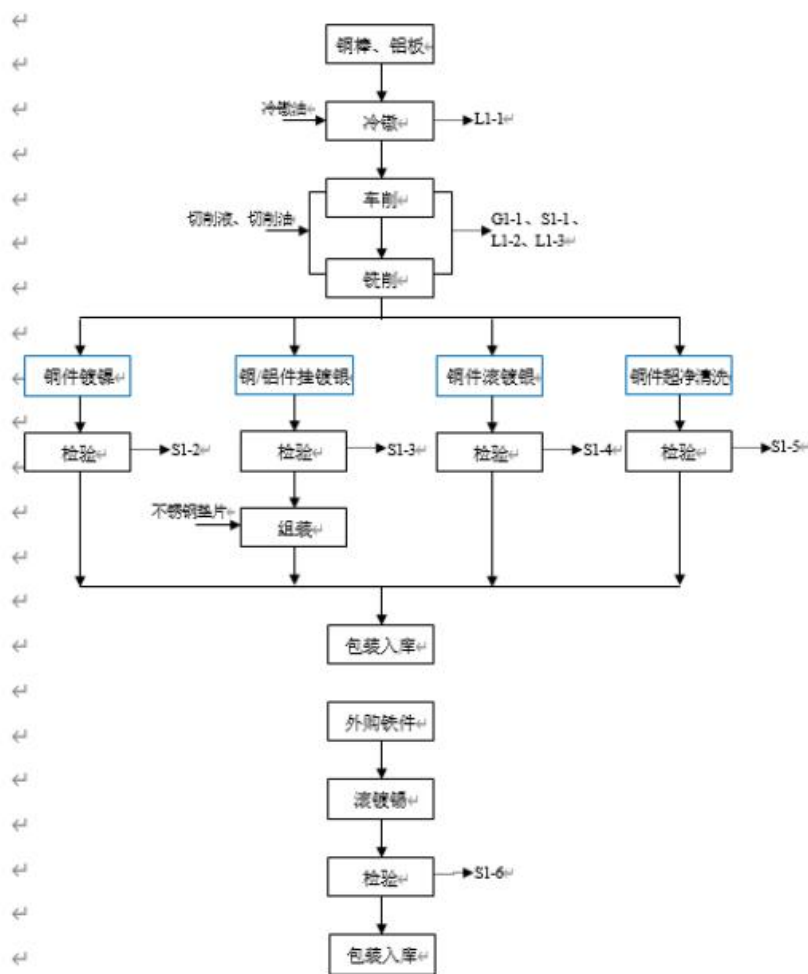 铜棒、铝板
冷镦油
冷镦
L1-1
车削
切削液、切削油
G1-1、S1-1、
L1-2、L1-3
铣削
铜件镀镍
铜/铝件挂镀银
铜件滚镀银
铜件超净清洗
检验
S1-2
检验
S1-3
检验
S1-4
检验
S1-5
不锈钢垫片
组装
包装入库
外购铁件
滚镀锡
检验
S1-6
包装入库